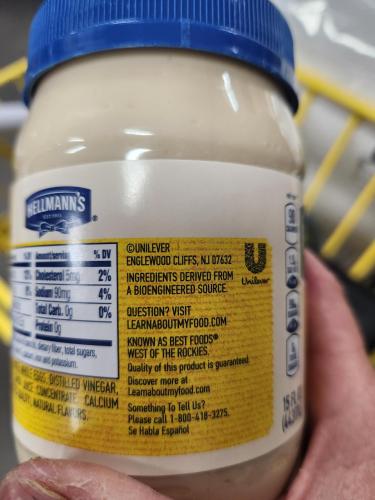 HELLMANN'S
Amount/serving % DV
Cholesterol 5mg 2%
Sodium 90mg 4%
Total Carb. 0g 0%
Protein 0g
dietary fiber, total sugars,
iron and potassium.
EGGS, DISTILLED VINEGAR,
JUICE CONCENTRATE, CALCIUM
NATURAL FLAVORS.
©UNILEVER
ENGLEWOOD CLIFFS, NJ 07632
INGREDIENTS DERIVED FROM
A BIOENGINEERED SOURCE.
QUESTION? VISIT
LEARNABOUTMYFOOD.COM
KNOWN AS BEST FOODS®
WEST OF THE ROCKIES.
Quality of this product is guaranteed.
Discover more at
Learnaboutmyfood.com
Something To Tell Us?
Please call 1-800-418-3275.
Se Habla Español
Unilever
15 FL